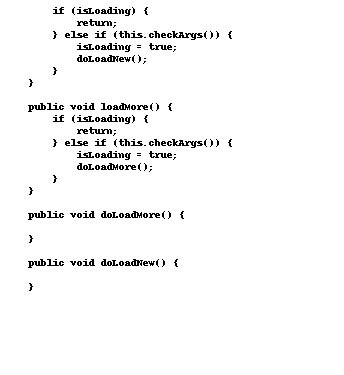 if (isLoading) {
return;
} else if (this.checkArgs()) {
isLoading = true;
doLoadNew();
}
}
public void loadMore() {
if (isLoading) {
return;
} else if (this.checkArgs()) {
isLoading = true;
doLoadMore();
}
}
public void doLoadMore() {
}
public void doLoadNew() {
}